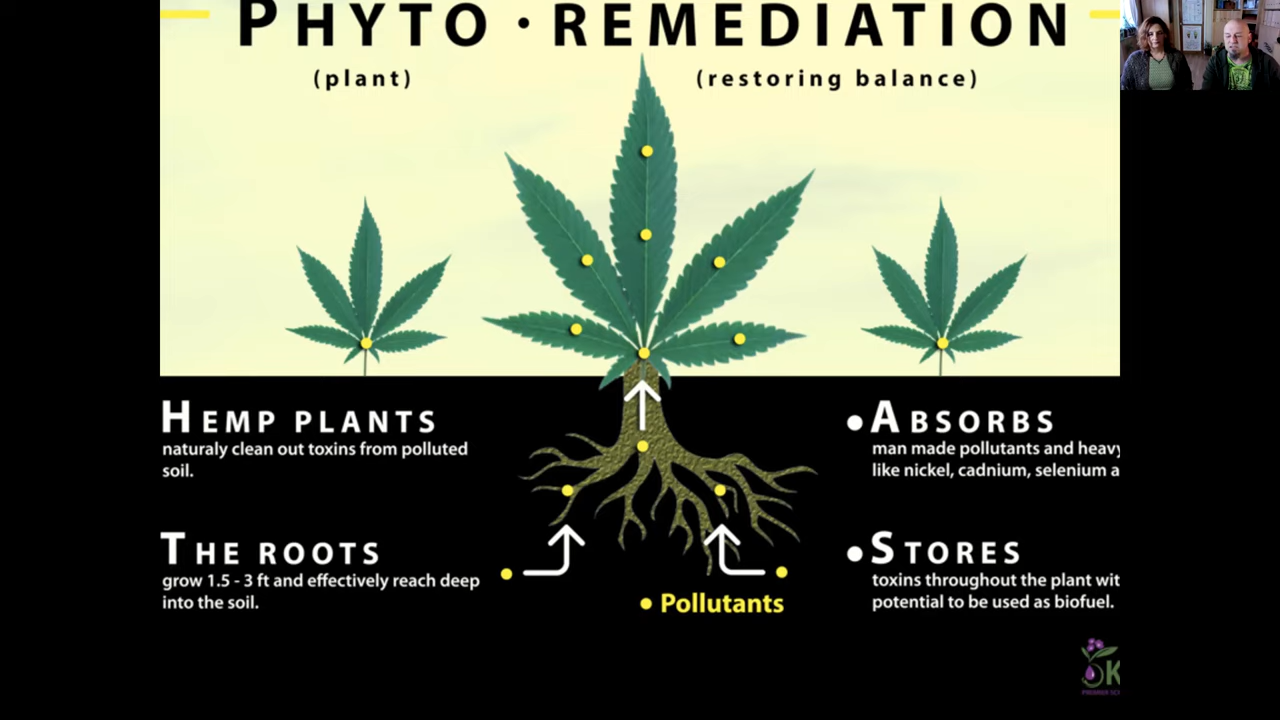 PHYTO · REMEDIATION
(plant)
(restoring balance)
HEMP PLANTS
naturaly clean out toxins from polluted
soil.
THE ROOTS
grow 1.5 - 3 ft and effectively reach deep
into the soil.
• Pollutants
• ABSORBS
man made pollutants and heavy
like nickel, cadnium, selenium a
• STORES
toxins throughout the plant wit
potential to be used as biofuel.
OK